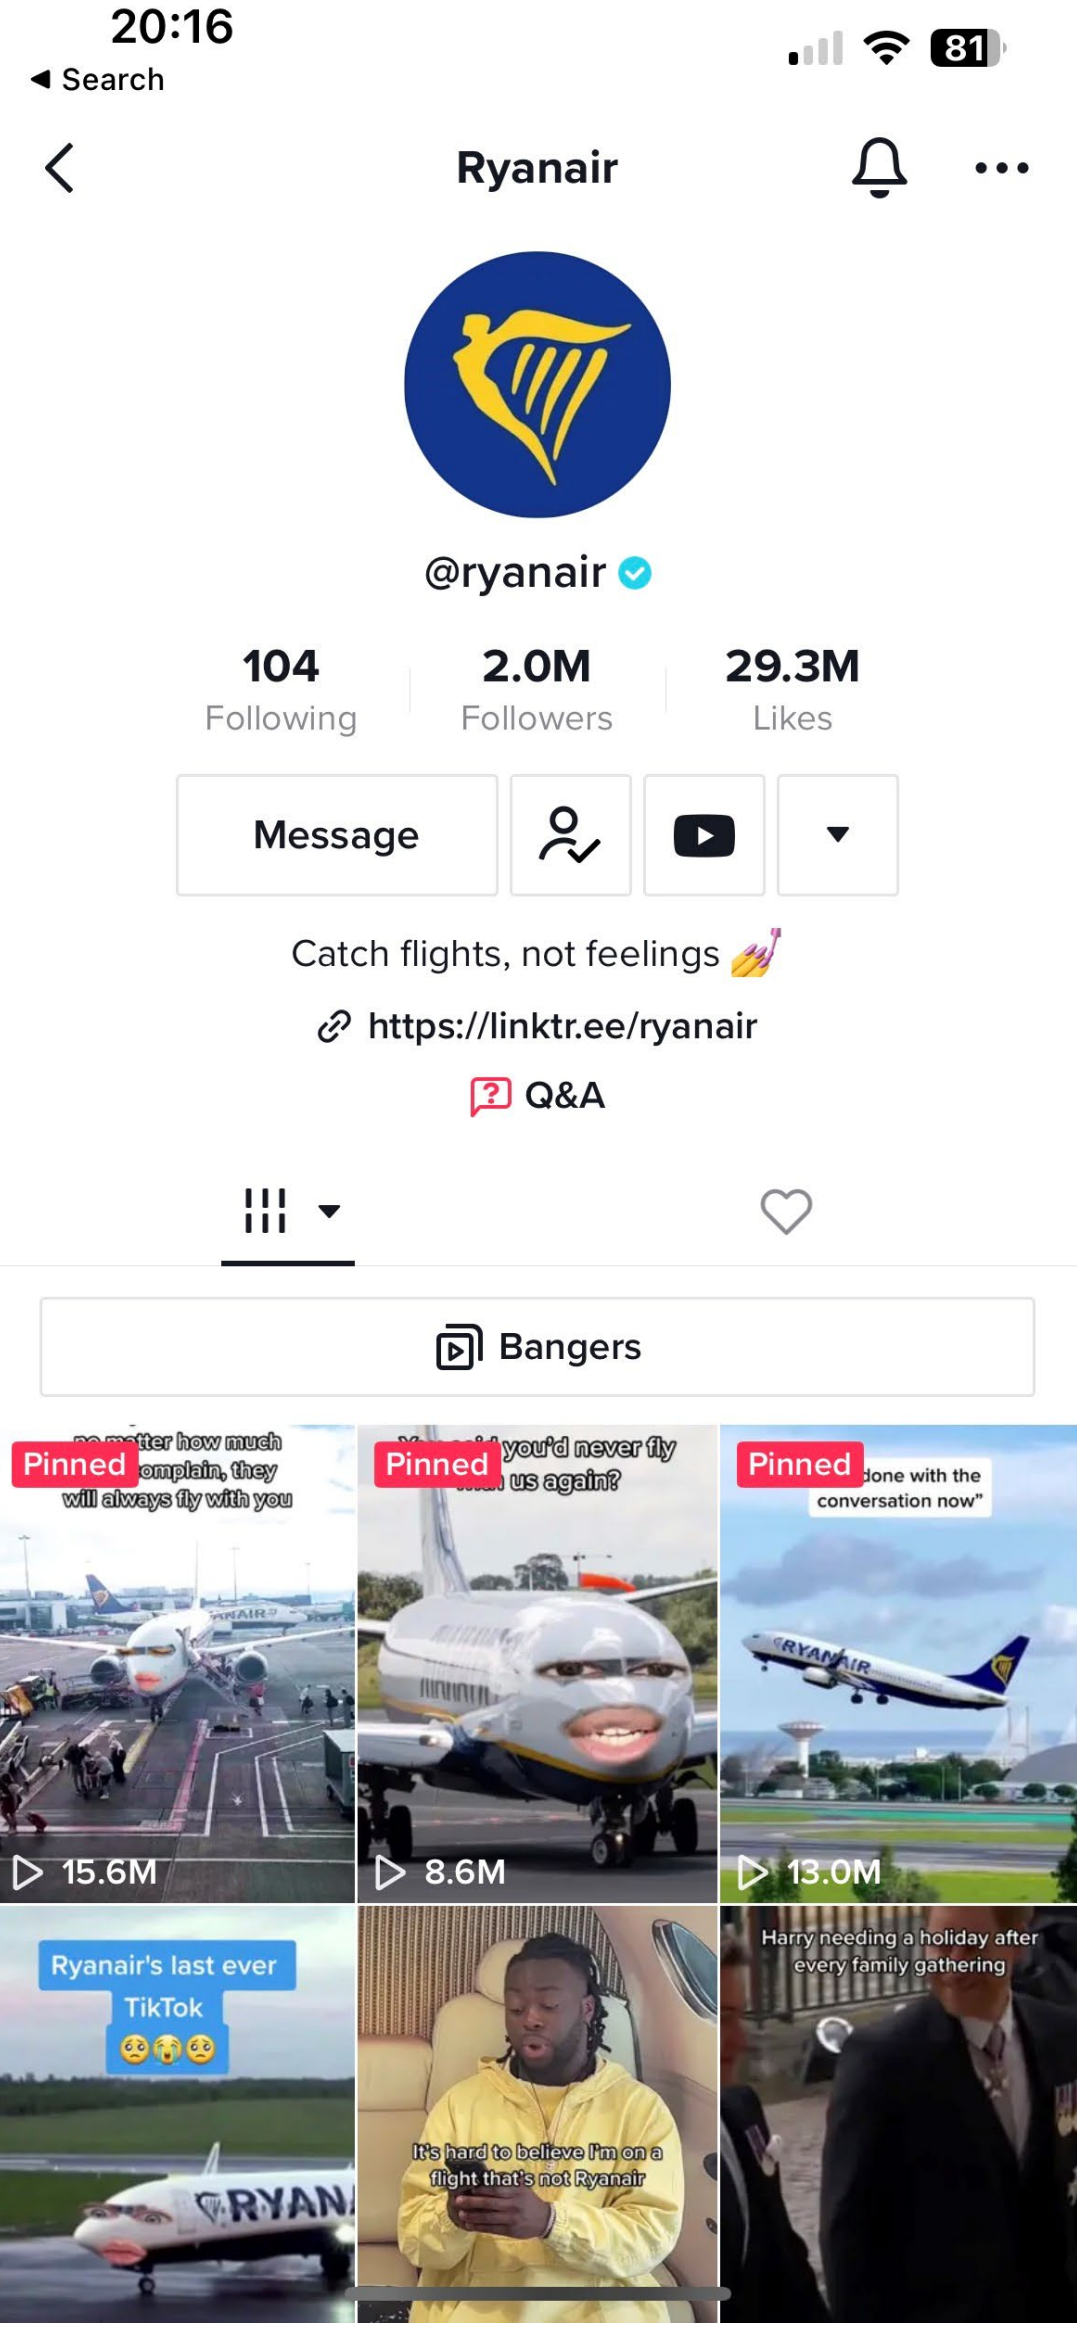 20:16
81
Search
Ryanair
@ryanair
104
2.0M
29.3M
Following
Followers
Likes
Message
Catch flights, not feelings 💅
https://linktr.ee/ryanair
? Q&A
Bangers
Pinned
how much
they
will always fly with you
15.6M
Pinned
you'd never fly
us again?
8.6M
Pinned
done with the
conversation now”
RYANAIR
13.0M
Ryanair's last ever
TikTok
🥺😭🥺
RYAN
It's hard to believe I'm on a
flight that's not Ryanair
Harry needing a holiday after
every family gathering